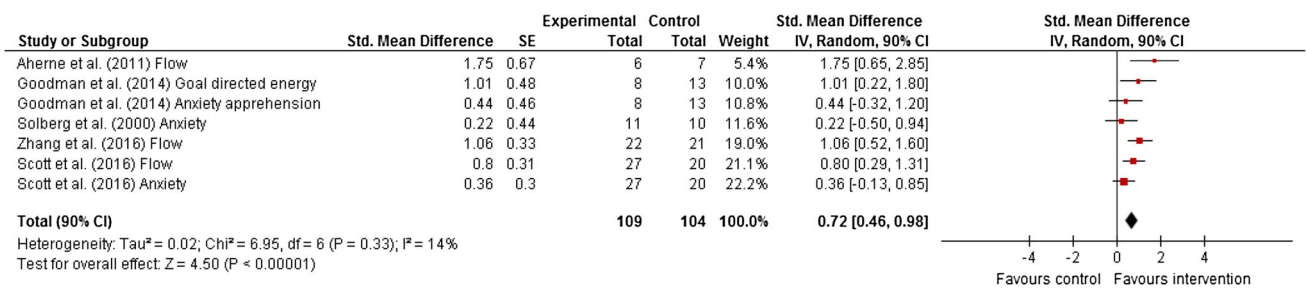 Experimental Control Std. Mean Difference Std. Mean Difference
Study or Subgroup Std. Mean Difference SE Total Total Weight IV, Random, 90% CI IV, Random, 90% CI
Aherne et al. (2011) Flow 1.75 0.67 6 7 5.4% 1.75 [0.65, 2.85]
Goodman et al. (2014) Goal directed energy 1.01 0.48 8 13 10.0% 1.01 [0.22, 1.80]
Goodman et al. (2014) Anxiety apprehension 0.44 0.46 8 13 10.8% 0.44 [-0.32, 1.20]
Solberg et al. (2000) Anxiety 0.22 0.44 11 10 11.6% 0.22 [-0.50, 0.94]
Zhang et al. (2016) Flow 1.06 0.33 22 21 19.0% 1.06 [0.52, 1.60]
Scott et al. (2016) Flow 0.8 0.31 27 20 21.1% 0.80 [0.29, 1.31]
Scott et al. (2016) Anxiety 0.36 0.3 27 20 22.2% 0.36 [-0.13, 0.85]
Total (90% CI) 109 104 100.0% 0.72 [0.46, 0.98]
Heterogeneity: Tau² = 0.02; Chi² = 6.95, df = 6 (P = 0.33); I² = 14%
Test for overall effect: Z = 4.50 (P < 0.00001)
-4 -2 0 2 4
Favours control Favours intervention